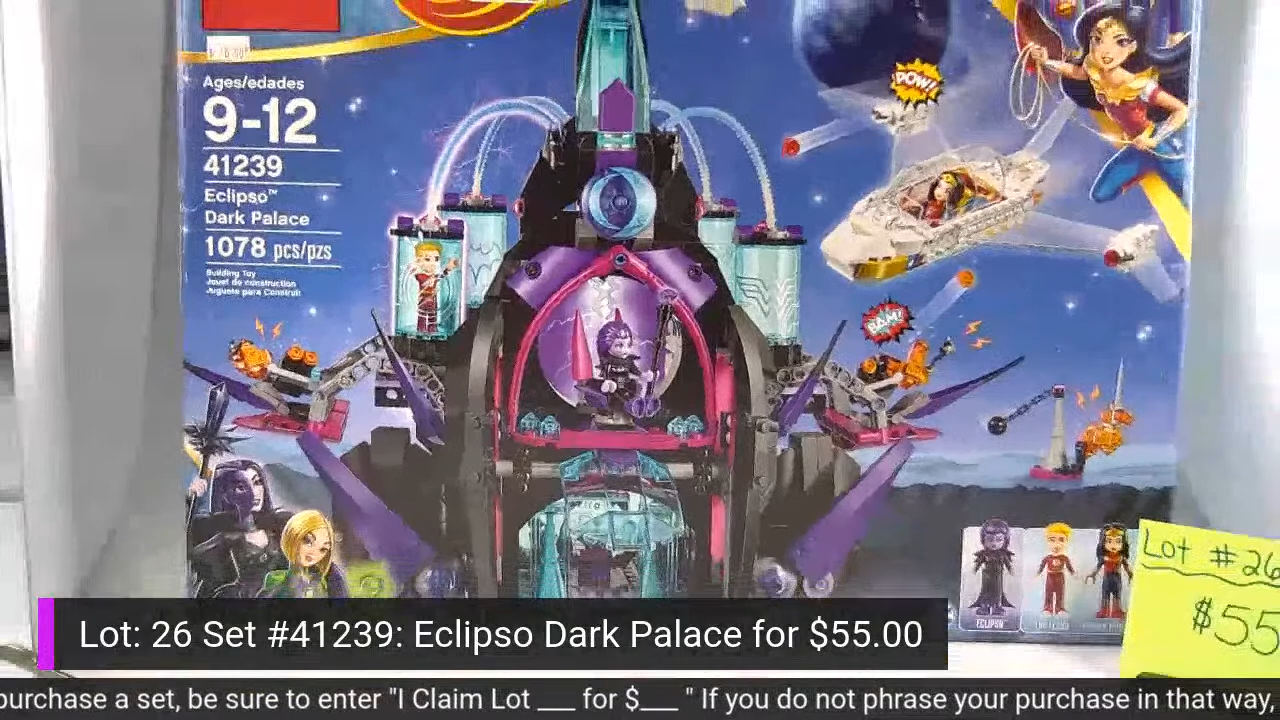 Ages/edades
9-12
41239
Eclipso™
Dark Palace
1078 pcs/pzs
Building Toy
Jouet de construction
Juguete para Construir
POW!
BAM!
ECLIPSO
Lot #26
$55
Lot: 26 Set #41239: Eclipso Dark Palace for $55.00
purchase a set, be sure to enter "I Claim Lot ___ for $___ " If you do not phrase your purchase in that way,